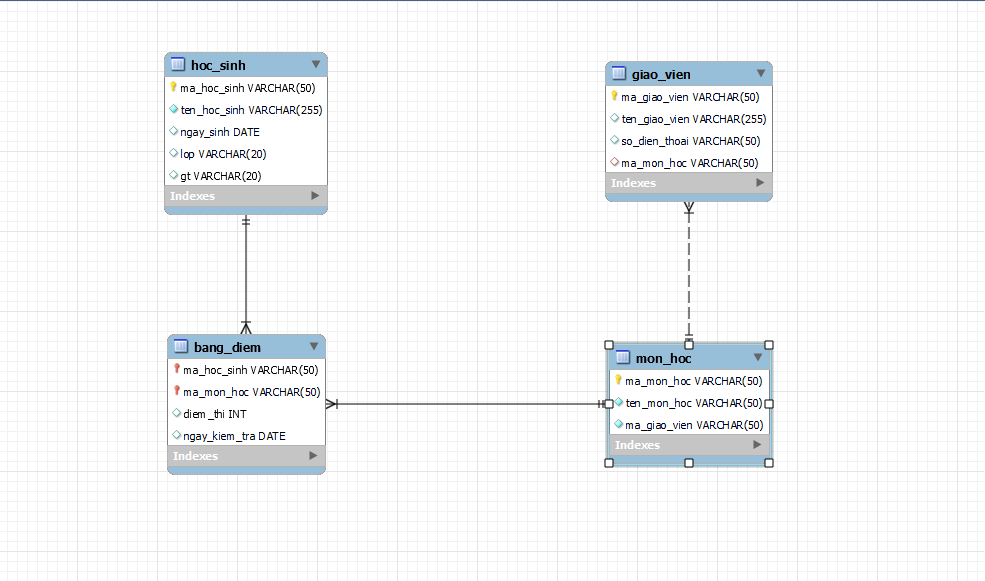 hoc_sinh
ma_hoc_sinh VARCHAR(50)
ten_hoc_sinh VARCHAR(255)
ngay_sinh DATE
lop VARCHAR(20)
gt VARCHAR(20)
Indexes
giao_vien
ma_giao_vien VARCHAR(50)
ten_giao_vien VARCHAR(255)
so_dien_thoai VARCHAR(50)
ma_mon_hoc VARCHAR(50)
Indexes
bang_diem
ma_hoc_sinh VARCHAR(50)
ma_mon_hoc VARCHAR(50)
diem_thi INT
ngay_kiem_tra DATE
Indexes
mon_hoc
ma_mon_hoc VARCHAR(50)
ten_mon_hoc VARCHAR(50)
ma_giao_vien VARCHAR(50)
Indexes